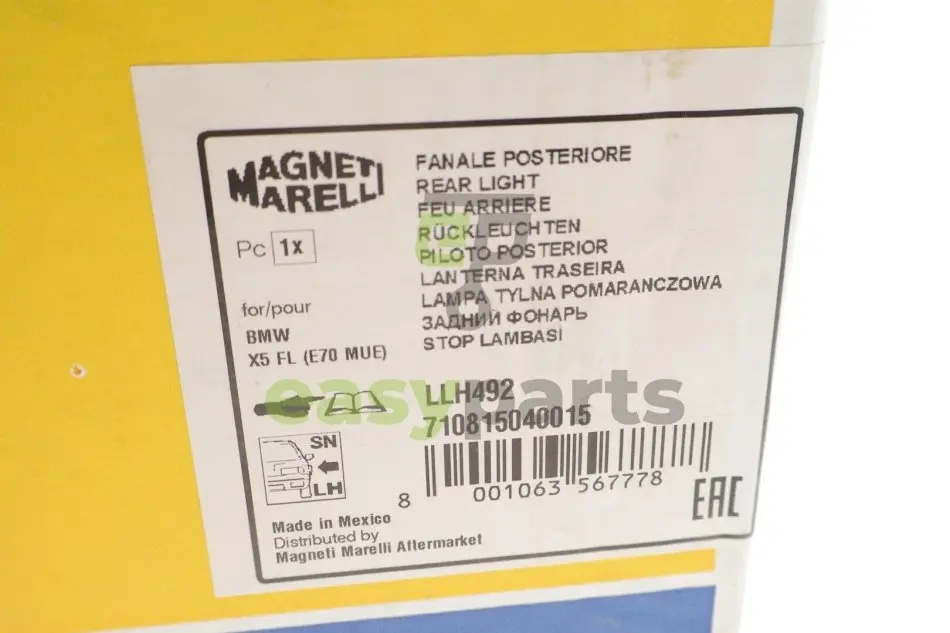 MAGNETI
MARELLI
Pc 1x
for/pour
BMW
X5 FL (E70 MUE)
FANALE POSTERIORE
REAR LIGHT
FEU ARRIERE
RÜCKLEUCHTEN
PILOTO POSTERIOR
LANTERNA TRASEIRA
LAMPA TYLNA POMARANCZOWA
ЗАДНИЙ ФОНАРЬ
STOP LAMBASI
LLH492
710815040015
easyparts
SN
LH
8 001063 567778
EAC
Made in Mexico
Distributed by
Magneti Marelli Aftermarket